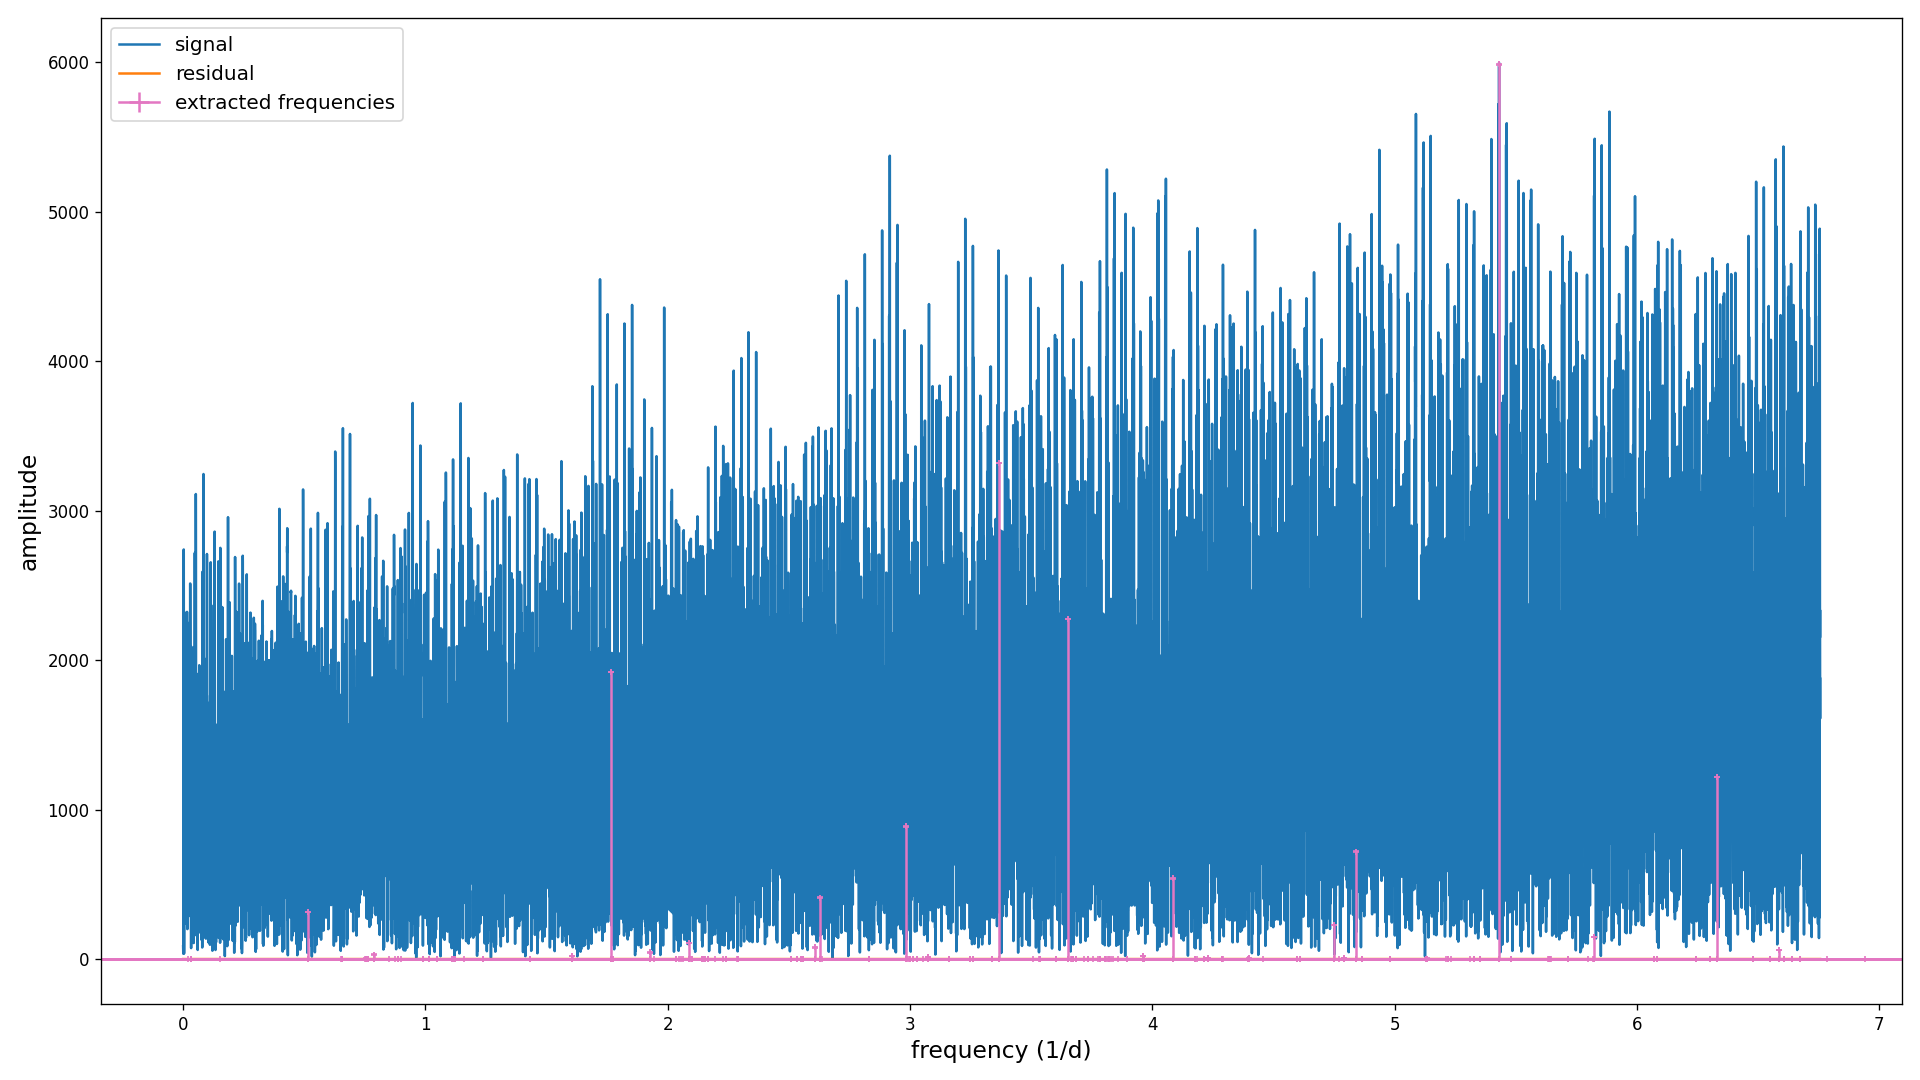 signal
residual
extracted frequencies
amplitude
6000
5000
4000
3000
2000
1000
0
0 1 2 3 4 5 6 7
frequency (1/d)